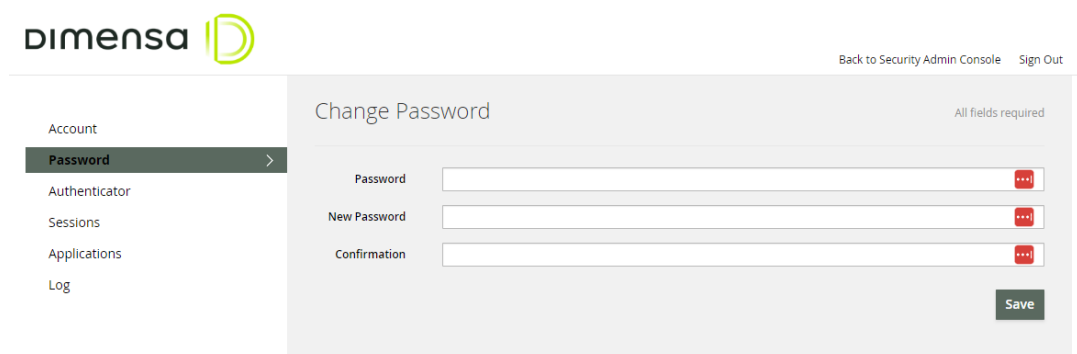 Dimensa
Back to Security Admin Console Sign Out
Account
Password
Authenticator
Sessions
Applications
Log
Change Password
All fields required
Password
New Password
Confirmation
Save